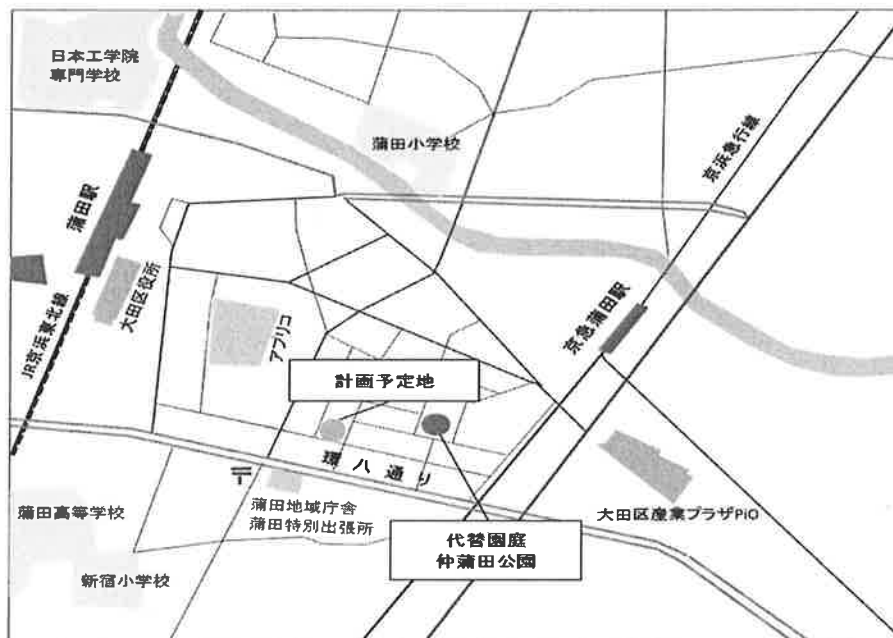 日本工学院
専門学校
蒲田小学校
京浜急行線
蒲田駅
大田区役所
JR京浜東北線
アプリコ
京急蒲田駅
計画予定地
環八通り
蒲田地域庁舎
蒲田特別出張所
大田区産業プラザPiO
蒲田高等学校
代替園庭
仲蒲田公園
新宿小学校